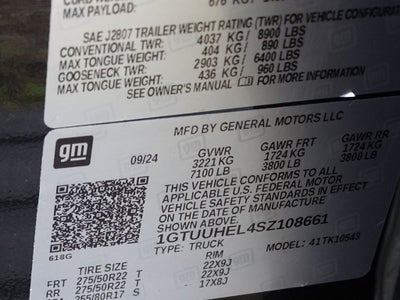 MAX PAYLOAD:
SAE J2807 TRAILER WEIGHT RATING (TWR) FOR VEHICLE CONFIGURA
CONVENTIONAL TWR: 4037 KG / 8900 LBS
MAX TONGUE WEIGHT: 404 KG / 890 LBS
GOOSENECK TWR: 2903 KG / 6400 LBS
MAX TONGUE WEIGHT: 436 KG / 960 LBS
SEE OWNER'S MANUAL FOR MORE INFORMATION
MFD BY GENERAL MOTORS LLC
gm
09/24 GVWR GAWR FRT GAWR RR
3221 KG 1724 KG 1724 KG
7100 LB 3800 LB 3800 LB
THIS VEHICLE CONFORMS TO ALL
APPLICABLE U.S. FEDERAL MOTOR
VEHICLE SAFETY STANDARDS IN EFFECT
ON THE DATE OF MANUFACTURE
SHOWN ABOVE.
1GTUUHEL4SZ108661
618G TYPE: TRUCK MODEL: 41TK10543
TIRE SIZE RIM
FRT 275/50R22 T 22X9J
RR 275/50R22 T 22X9J
255/80R17 S 17X8J